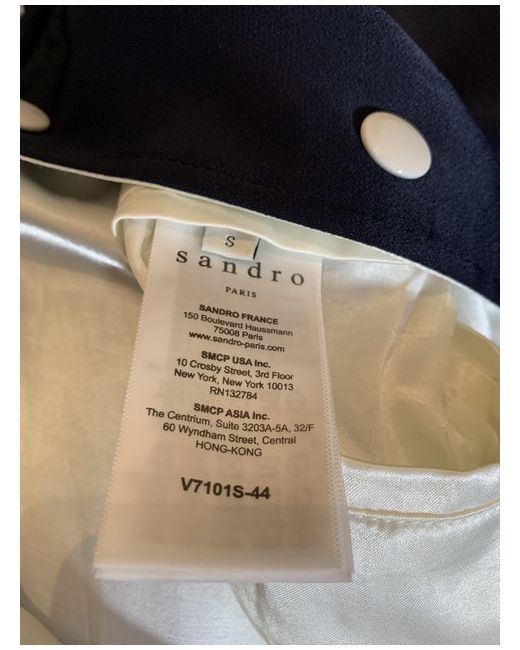 S
sandro
PARIS
SANDRO FRANCE
150 Boulevard Haussmann
75008 Paris
www.sandro-paris.com
SMCP USA Inc.
10 Crosby Street, 3rd Floor
New York, New York 10013
RN132784
SMCP ASIA Inc.
The Centrium, Suite 3203A-5A, 32/F
60 Wyndham Street, Central
HONG-KONG
V7101S-44